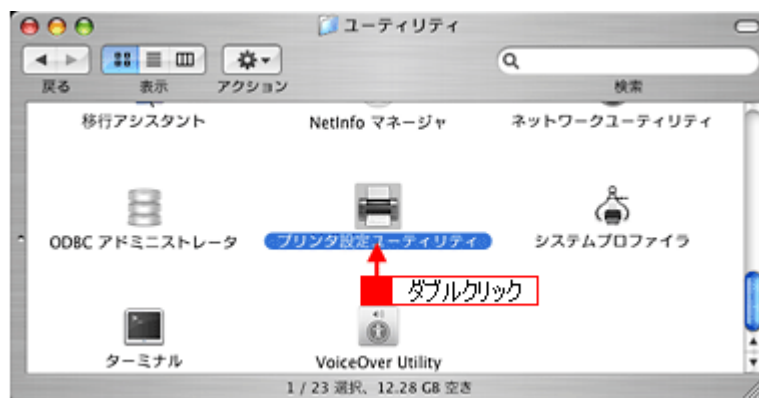 ユーティリティ
戻る 表示 アクション 検索
移行アシスタント NetInfo マネージャ ネットワークユーティリティ
ODBC アドミニストレータ プリンタ設定ユーティリティ システムプロファイラ
ダブルクリック
ターミナル VoiceOver Utility
1 / 23 選択、12.28 GB 空き